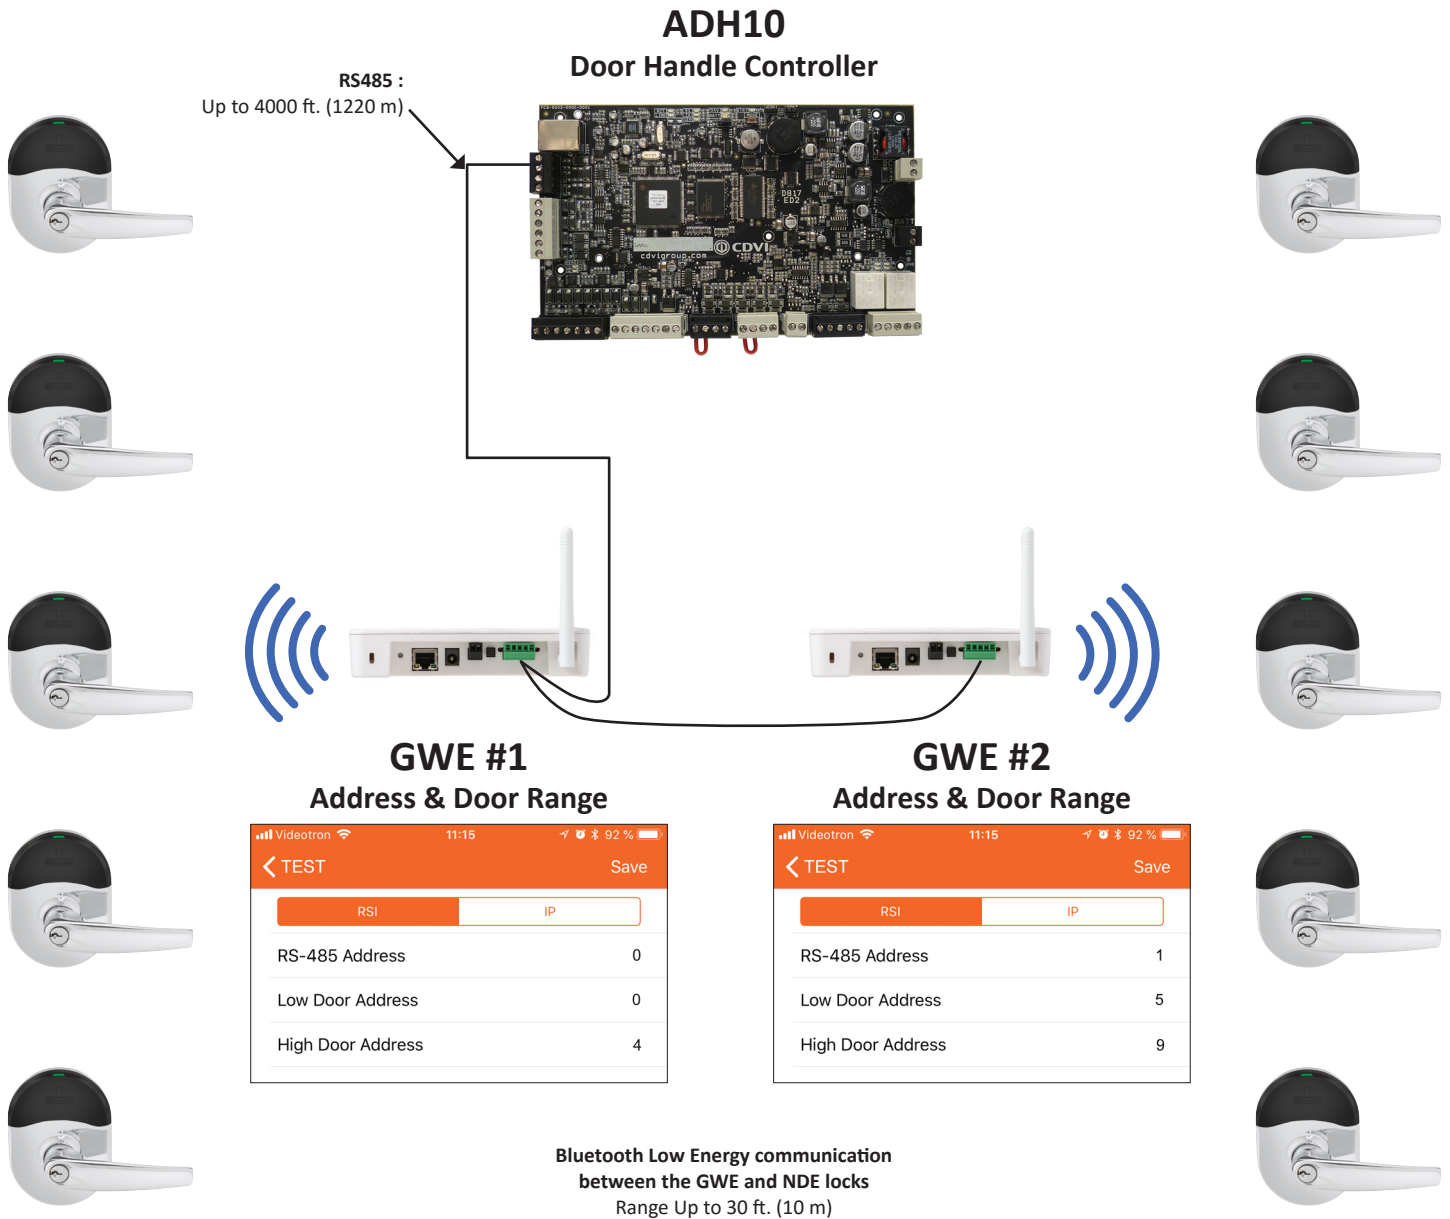 ADH10
Door Handle Controller
RS485 :
Up to 4000 ft. (1220 m)
DB17
ED2
BATT
CDVI
cdvigroup.com
GWE #1
Address & Door Range
GWE #2
Address & Door Range
Videotron 11:15 92 %
TEST Save
RSI IP
RS-485 Address 0
Low Door Address 0
High Door Address 4
Videotron 11:15 92 %
TEST Save
RSI IP
RS-485 Address 1
Low Door Address 5
High Door Address 9
Bluetooth Low Energy communication
between the GWE and NDE locks
Range Up to 30 ft. (10 m)